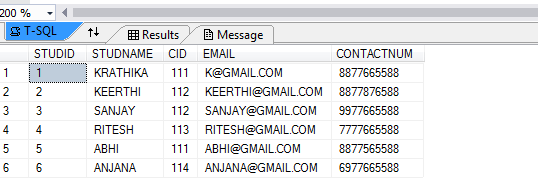 200 %
T-SQL Results Message
STUDID STUDNAME CID EMAIL CONTACTNUM
1 1 KRATHIKA 111 K@GMAIL.COM 8877665588
2 2 KEERTHI 112 KEERTHI@GMAIL.COM 8877876588
3 3 SANJAY 112 SANJAY@GMAIL.COM 9977665588
4 4 RITESH 113 RITESH@GMAIL.COM 7777665588
5 5 ABHI 111 ABHI@GMAIL.COM 8877565588
6 6 ANJANA 114 ANJANA@GMAIL.COM 6977665588